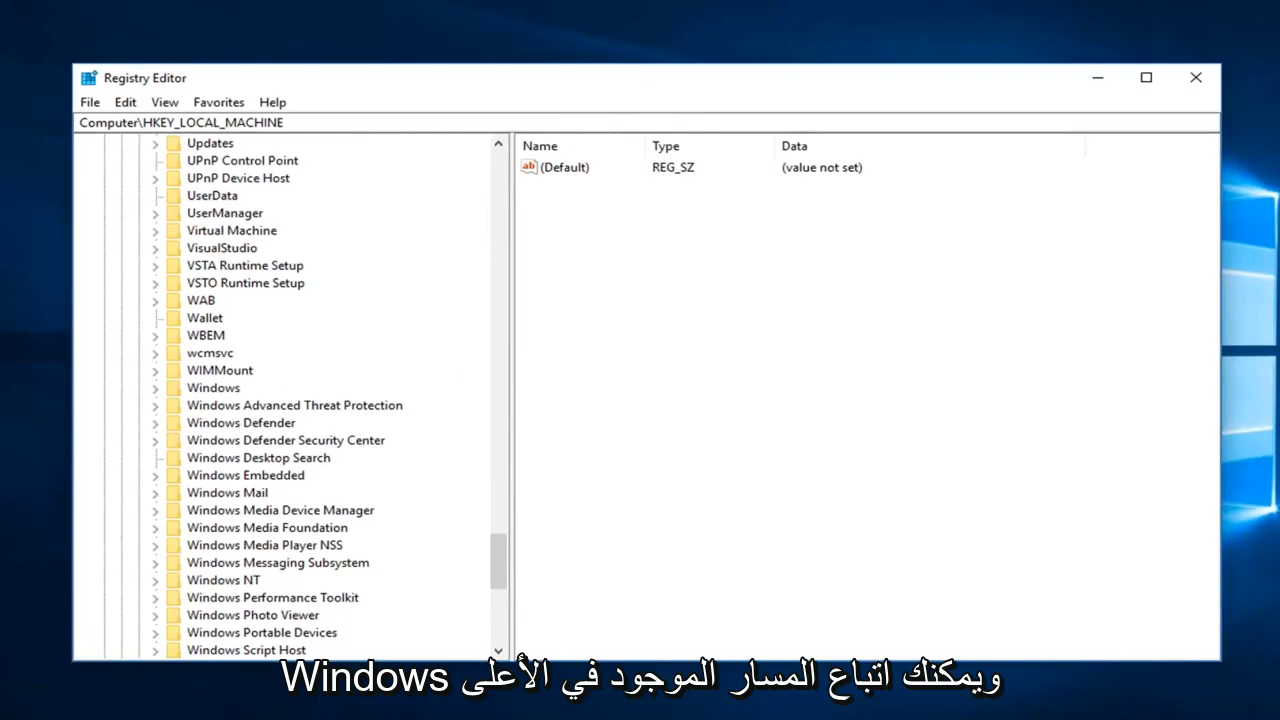 Registry Editor
File Edit View Favorites Help
Computer\HKEY_LOCAL_MACHINE
Updates
UPnP Control Point
UPnP Device Host
UserData
UserManager
Virtual Machine
VisualStudio
VSTA Runtime Setup
VSTO Runtime Setup
WAB
Wallet
WBEM
wcmsvc
WIMMount
Windows
Windows Advanced Threat Protection
Windows Defender
Windows Defender Security Center
Windows Desktop Search
Windows Embedded
Windows Mail
Windows Media Device Manager
Windows Media Foundation
Windows Media Player NSS
Windows Messaging Subsystem
Windows NT
Windows Performance Toolkit
Windows Photo Viewer
Windows Portable Devices
Windows Script Host
Name Type Data
ab (Default) REG_SZ (value not set)
ويمكنك اتباع المسار الموجود في الأعلى Windows